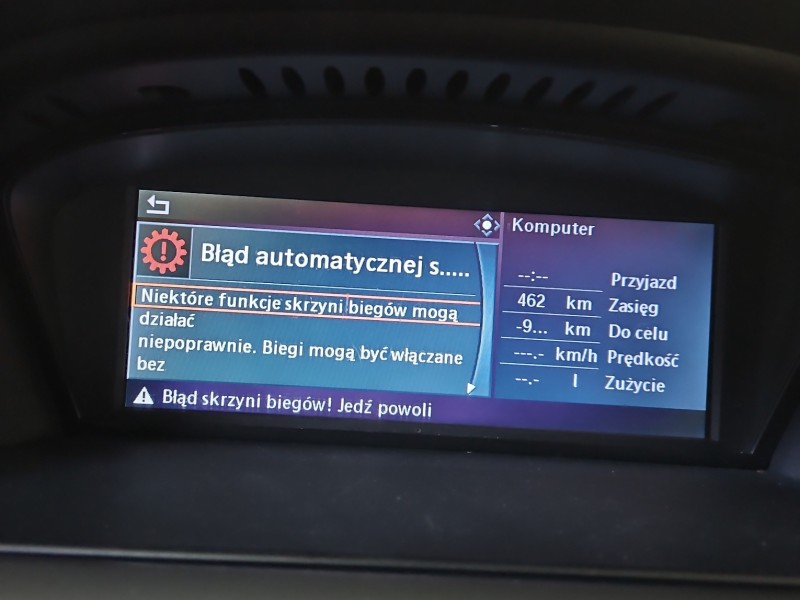 Błąd automatycznej s.....
Niektóre funkcje skrzyni biegów mogą
działać
niepoprawnie. Biegi mogą być włączane
bez
Błąd skrzyni biegów! Jedź powoli
Komputer
--:-- Przyjazd
462 km Zasięg
-9... km Do celu
---.- km/h Prędkość
--.- l Zużycie